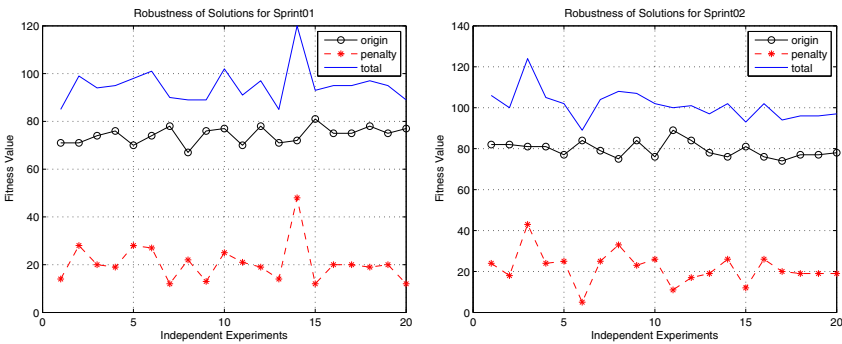 Robustness of Solutions for Sprint01
120
100
80
60
40
20
0
0
5
10
15
20
Fitness Value
Independent Experiments
origin
penalty
total
Robustness of Solutions for Sprint02
140
120
100
80
60
40
20
0
0
5
10
15
20
Fitness Value
Independent Experiments
origin
penalty
total